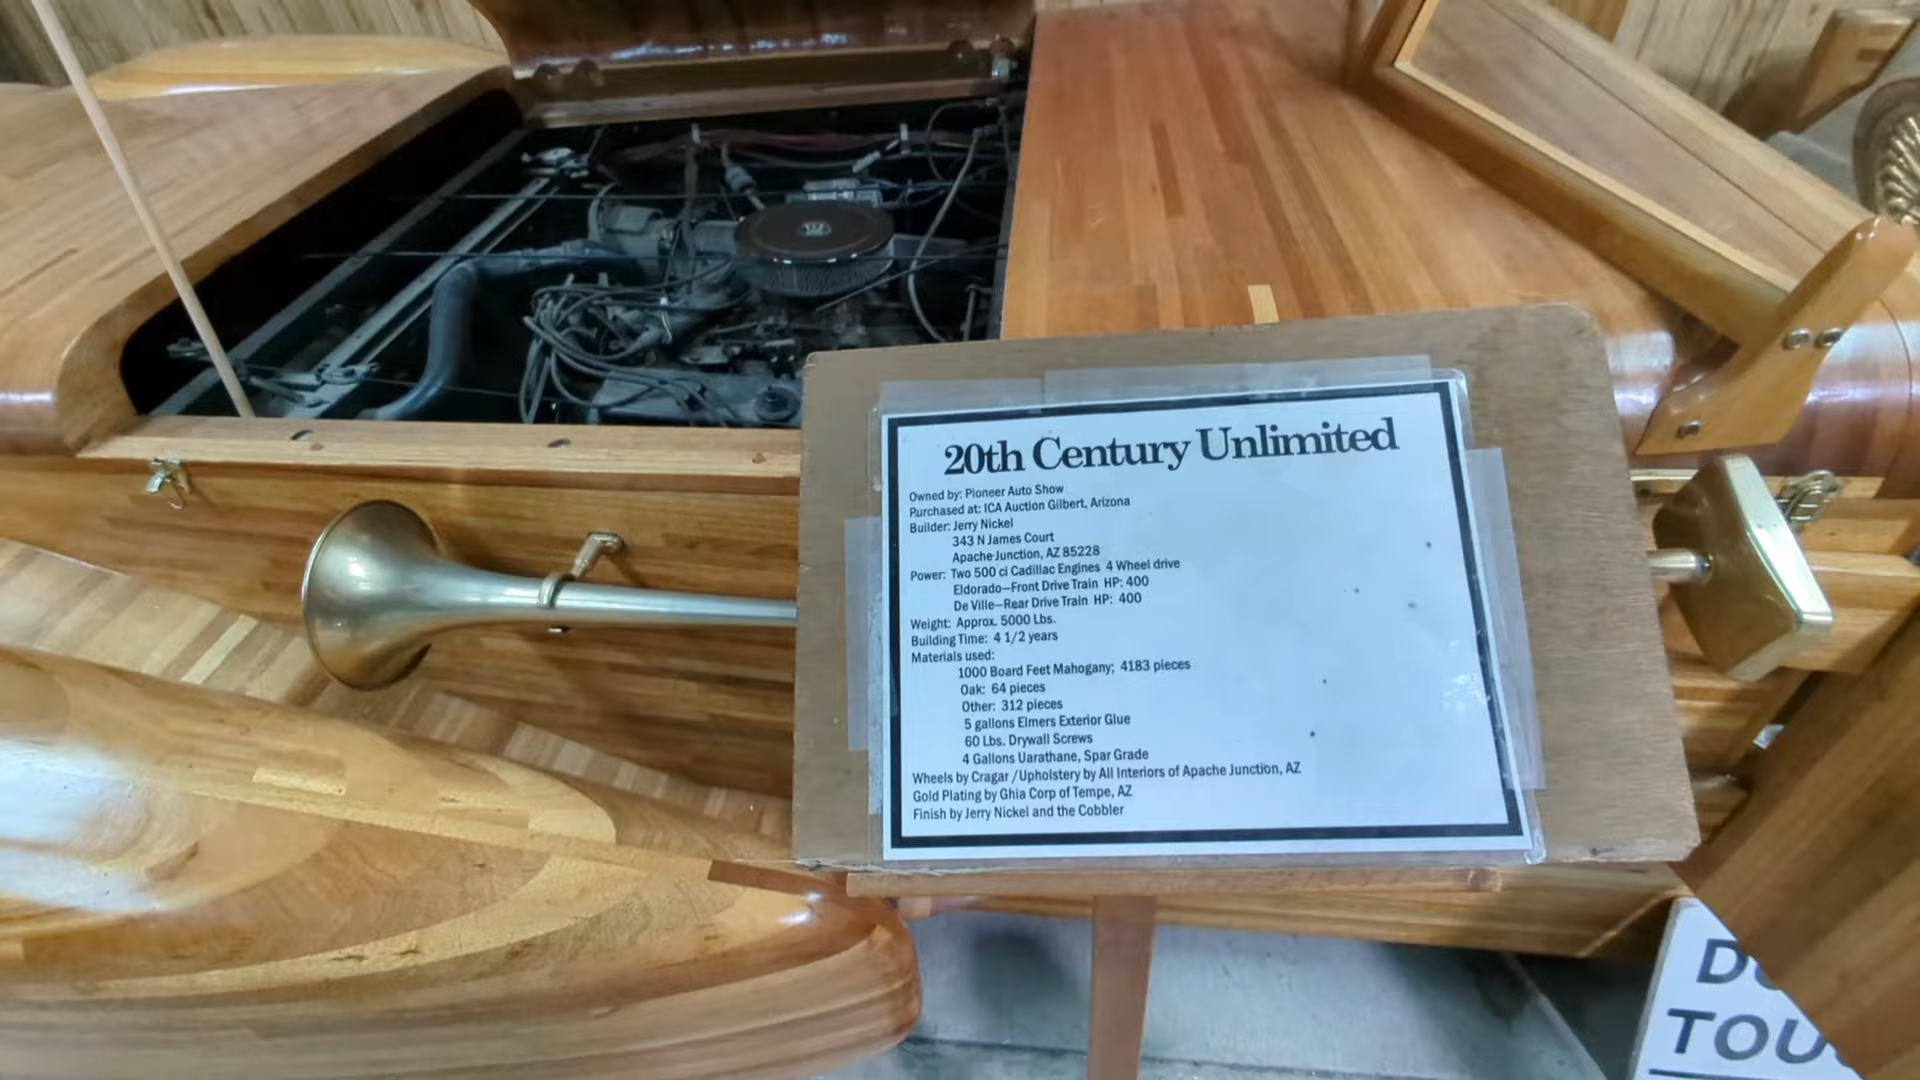 20th Century Unlimited
Owned by: Pioneer Auto Show
Purchased at: ICA Auction Gilbert, Arizona
Builder: Jerry Nickel
343 N James Court
Apache Junction, AZ 85228
Power: Two 500 ci Cadillac Engines 4 Wheel drive
Eldorado—Front Drive Train HP: 400
De Ville—Rear Drive Train HP: 400
Weight: Approx. 5000 Lbs.
Building Time: 4 1/2 years
Materials used:
1000 Board Feet Mahogany; 4183 pieces
Oak: 64 pieces
Other: 312 pieces
5 gallons Elmers Exterior Glue
60 Lbs. Drywall Screws
4 Gallons Uarathane, Spar Grade
Wheels by Cragar / Upholstery by All Interiors of Apache Junction, AZ
Gold Plating by Ghia Corp of Tempe, AZ
Finish by Jerry Nickel and the Cobbler